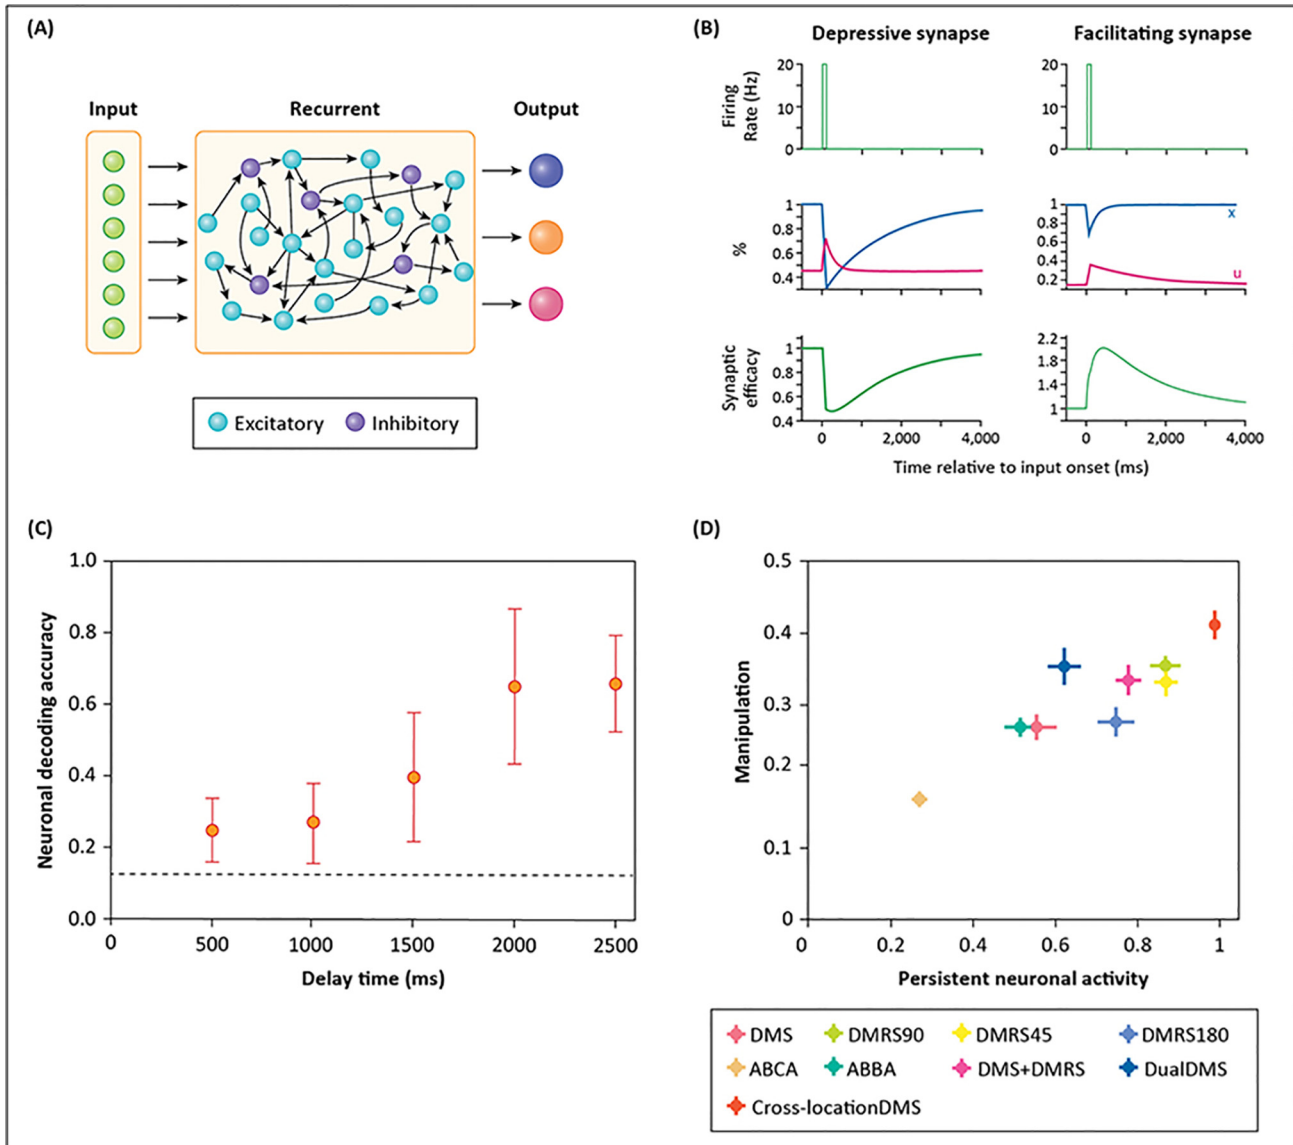 (A)
Input Recurrent Output
Excitatory Inhibitory
(B)
Depressive synapse Facilitating synapse
Firing
Rate (Hz)
20
10
0
20
10
0
%
1
0.8
0.6
0.4
1
0.8
0.6
0.4
0.2
x
u
Synaptic
efficacy
1
0.8
0.6
0.4
2.2
1.8
1.4
1
0 2,000 4,000 0 2,000 4,000
Time relative to input onset (ms)
(C)
Neuronal decoding accuracy
1.0
0.8
0.6
0.4
0.2
0.0
0 500 1000 1500 2000 2500
Delay time (ms)
(D)
Manipulation
0.5
0.4
0.3
0.2
0.1
0
0 0.2 0.4 0.6 0.8 1
Persistent neuronal activity
DMS DMRS90 DMRS45 DMRS180
ABCA ABBA DMS+DMRS DualDMS
Cross-locationDMS